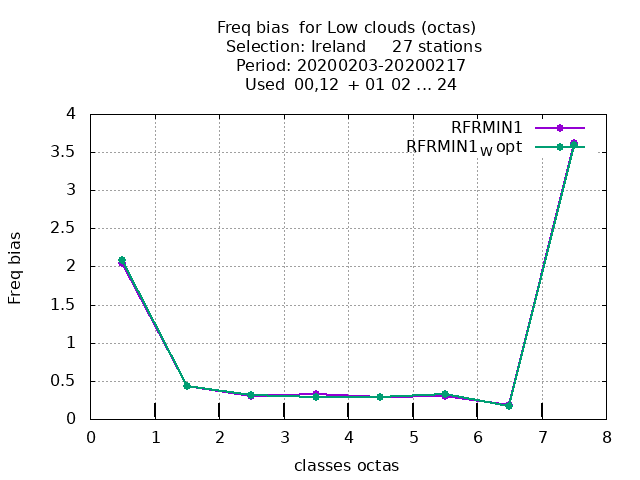 Freq bias  for Low clouds (octas)
Selection: Ireland     27 stations
Period: 20200203-20200217
Used  00,12  + 01 02 ... 24
RFRMIN1
RFRMIN1W opt
4
3.5
3
2.5
2
1.5
1
0.5
0
Freq bias
0 1 2 3 4 5 6 7 8
classes octas